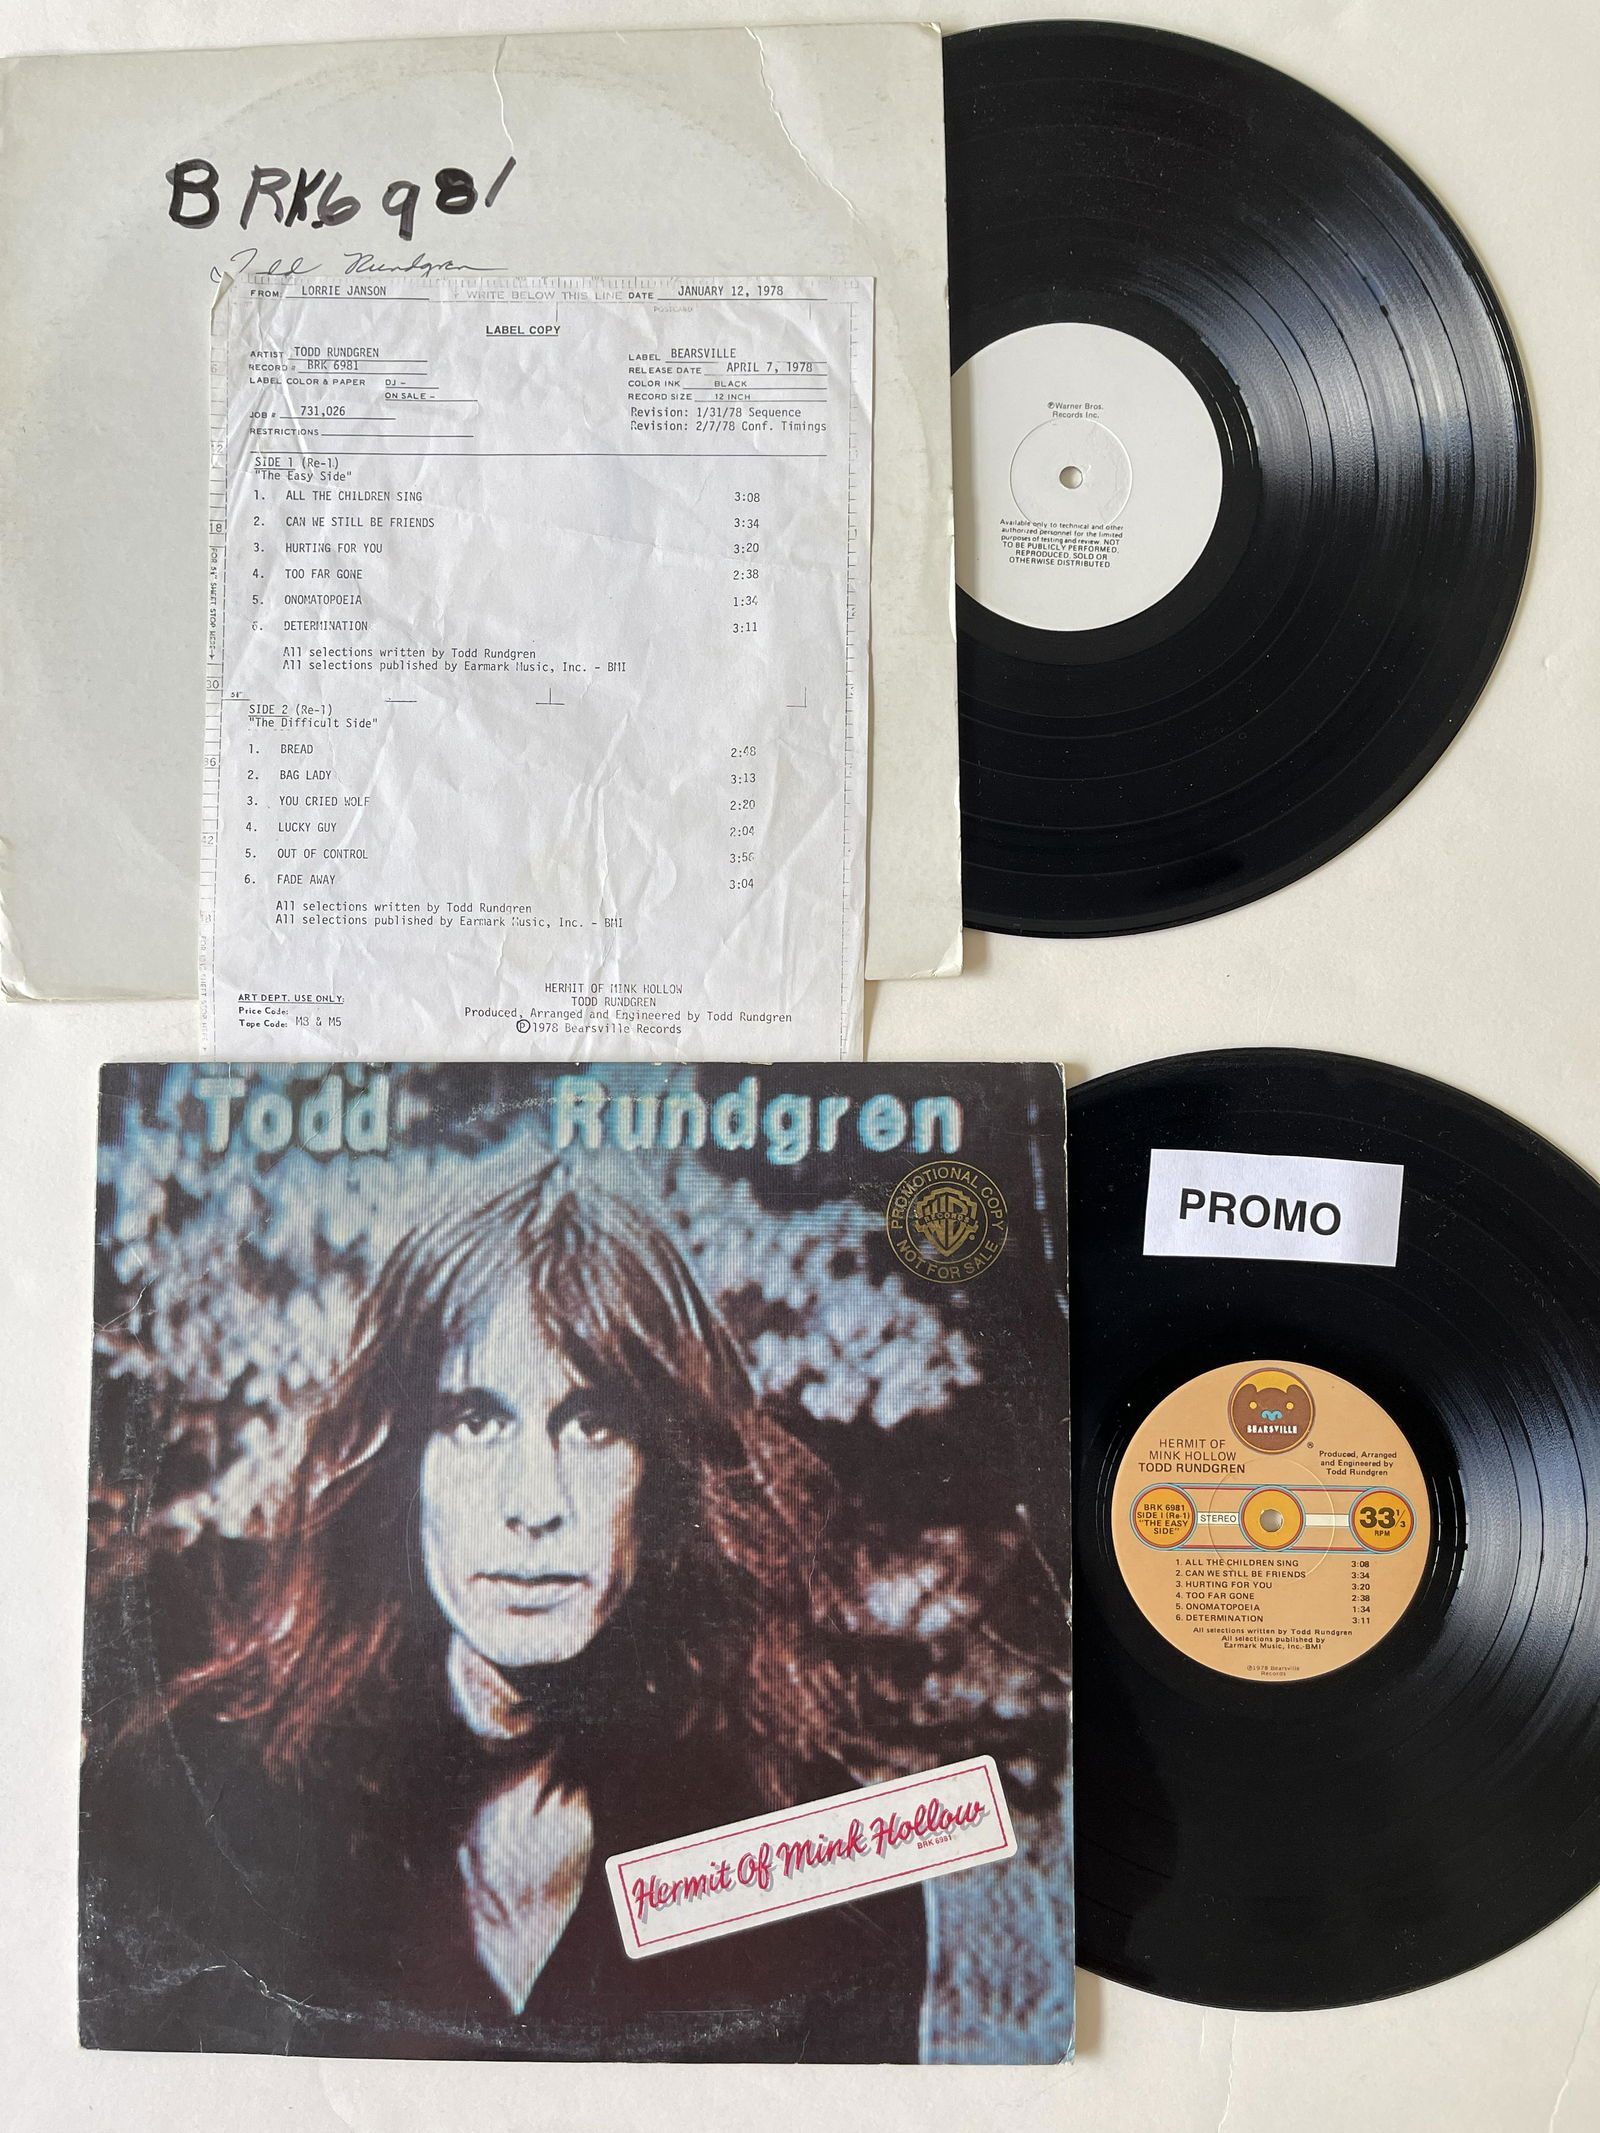 BRK6981
Todd Rundgren
FROM LORRIE JANSON + WRITE BELOW THIS LINE DATE JANUARY 12, 1978
POSTCARD
LABEL COPY
ARTIST TODD RUNDGREN
RECORD # BRK 6981
LABEL COLOR & PAPER DJ -
ON SALE -
JOB # 731,026
RESTRICTIONS
LABEL BEARSVILLE
RELEASE DATE APRIL 7, 1978
COLOR INK BLACK
RECORD SIZE 12 INCH
Revision: 1/31/78 Sequence
Revision: 2/7/78 Conf. Timings
SIDE 1 (Re-1)
"The Easy Side"
1. ALL THE CHILDREN SING 3:08
2. CAN WE STILL BE FRIENDS 3:34
3. HURTING FOR YOU 3:20
4. TOO FAR GONE 2:38
5. ONOMATOPOEIA 1:34
6. DETERMINATION 3:11
All selections written by Todd Rundgren
All selections published by Earmark Music, Inc. - BMI
SIDE 2 (Re-1)
"The Difficult Side"
1. BREAD 2:48
2. BAG LADY 3:13
3. YOU CRIED WOLF 2:20
4. LUCKY GUY 2:04
5. OUT OF CONTROL 3:56
6. FADE AWAY 3:04
All selections written by Todd Rundgren
All selections published by Earmark Music, Inc. - BMI
HERMIT OF MINK HOLLOW
TODD RUNDGREN
Produced, Arranged and Engineered by Todd Rundgren
Ⓟ1978 Bearsville Records
ART DEPT. USE ONLY:
Price Code:
Tape Code: M8 & M5
12
18
30
36
42
ⓅWarner Bros.
Records Inc.
Available only to technical and other
authorized personnel for the limited
purposes of testing and review. NOT
TO BE PUBLICLY PERFORMED,
REPRODUCED, SOLD OR
OTHERWISE DISTRIBUTED
Todd Rundgren
PROMOTIONAL COPY
RECORDS
NOT FOR SALE
Hermit Of Mink Hollow
BRK 6981
PROMO
BEARSVILLE ®
HERMIT OF
MINK HOLLOW
TODD RUNDGREN
Produced, Arranged
and Engineered by
Todd Rundgren
BRK 6981
SIDE 1 (Re-1)
"THE EASY
SIDE"
STEREO
33 1/3
RPM
1. ALL THE CHILDREN SING 3:08
2. CAN WE STILL BE FRIENDS 3:34
3. HURTING FOR YOU 3:20
4. TOO FAR GONE 2:38
5. ONOMATOPOEIA 1:34
6. DETERMINATION 3:11
All selections written by Todd Rundgren
All selections published by
Earmark Music, Inc.-BMI
Ⓟ1978 Bearsville
Records